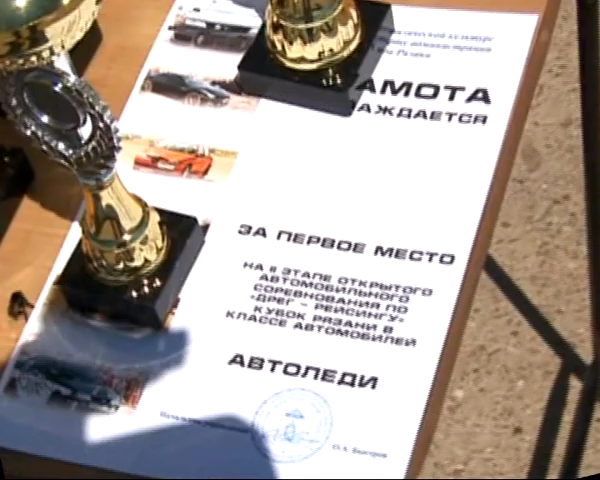 АМОТА
АЖДАЕТСЯ
ЗА ПЕРВОЕ МЕСТО
НА II ЭТАПЕ ОТКРЫТОГО
АВТОМОБИЛЬНОГО
СОРЕВНОВАНИЯ ПО
"ДРЕГ - РЕЙСИНГУ"
КУБОК РЯЗАНИ В
КЛАССЕ АВТОМОБИЛЕЙ
АВТОЛЕДИ